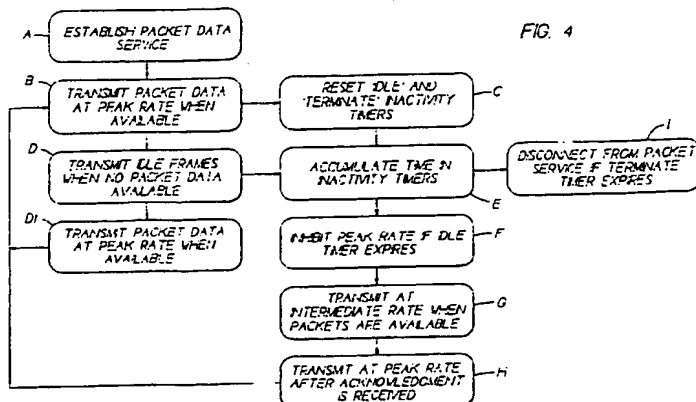 FIG. 4
A
ESTABLISH PACKET DATA
SERVICE
B
TRANSMIT PACKET DATA
AT PEAK RATE WHEN
AVAILABLE
RESET 'IDLE' AND
'TERMINATE' INACTIVITY
TIMERS
C
D
TRANSMIT IDLE FRAMES
WHEN NO PACKET DATA
AVAILABLE
ACCUMULATE TIME IN
INACTIVITY TIMERS
E
I
DISCONNECT FROM PACKET
SERVICE IF TERMINATE
TIMER EXPIRES
D1
TRANSMIT PACKET DATA
AT PEAK RATE WHEN
AVAILABLE
INHIBIT PEAK RATE IF IDLE
TIMER EXPIRES
F
TRANSMIT AT
INTERMEDIATE RATE WHEN
PACKETS ARE AVAILABLE
G
TRANSMIT AT PEAK RATE
AFTER ACKNOWLEDGMENT
IS RECEIVED
H